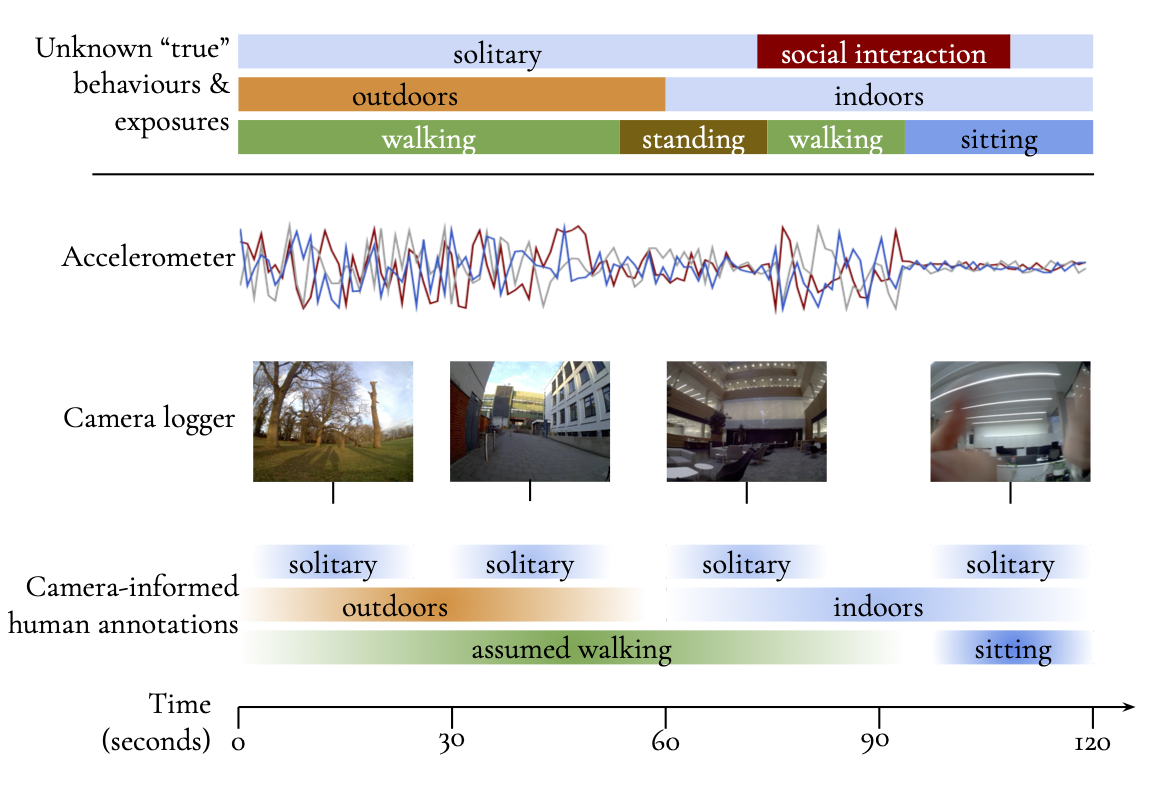 Unknown “true”
behaviours &
exposures
solitary
social interaction
outdoors
indoors
walking
standing
walking
sitting
Accelerometer
Camera logger
Camera-informed
human annotations
solitary
solitary
solitary
solitary
outdoors
indoors
assumed walking
sitting
Time
(seconds)
0
30
60
90
120